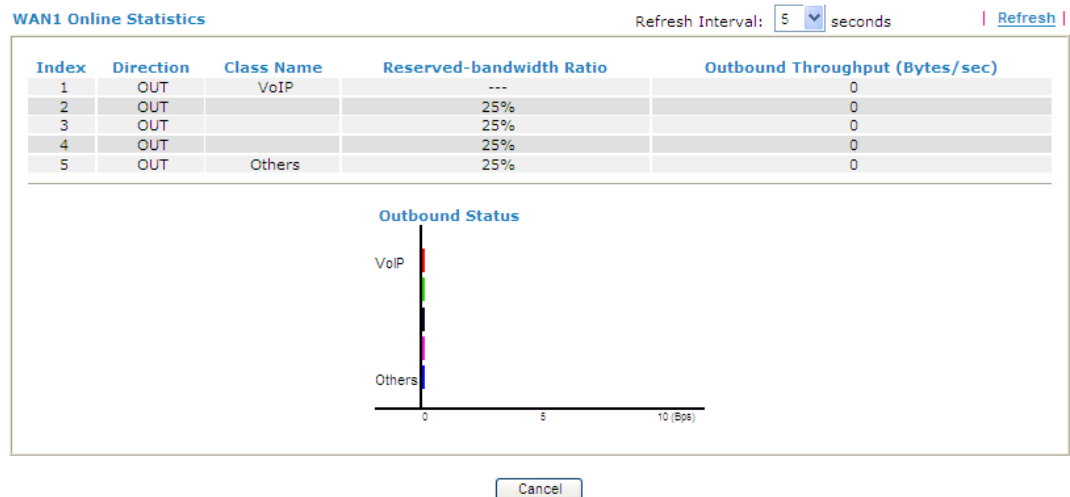 WAN1 Online Statistics Refresh Interval: 5 seconds | Refresh |
Index Direction Class Name Reserved-bandwidth Ratio Outbound Throughput (Bytes/sec)
1 OUT VoIP --- 0
2 OUT 25% 0
3 OUT 25% 0
4 OUT 25% 0
5 OUT Others 25% 0
Outbound Status
VoIP
Others
0 5 10 (Bps)
Cancel